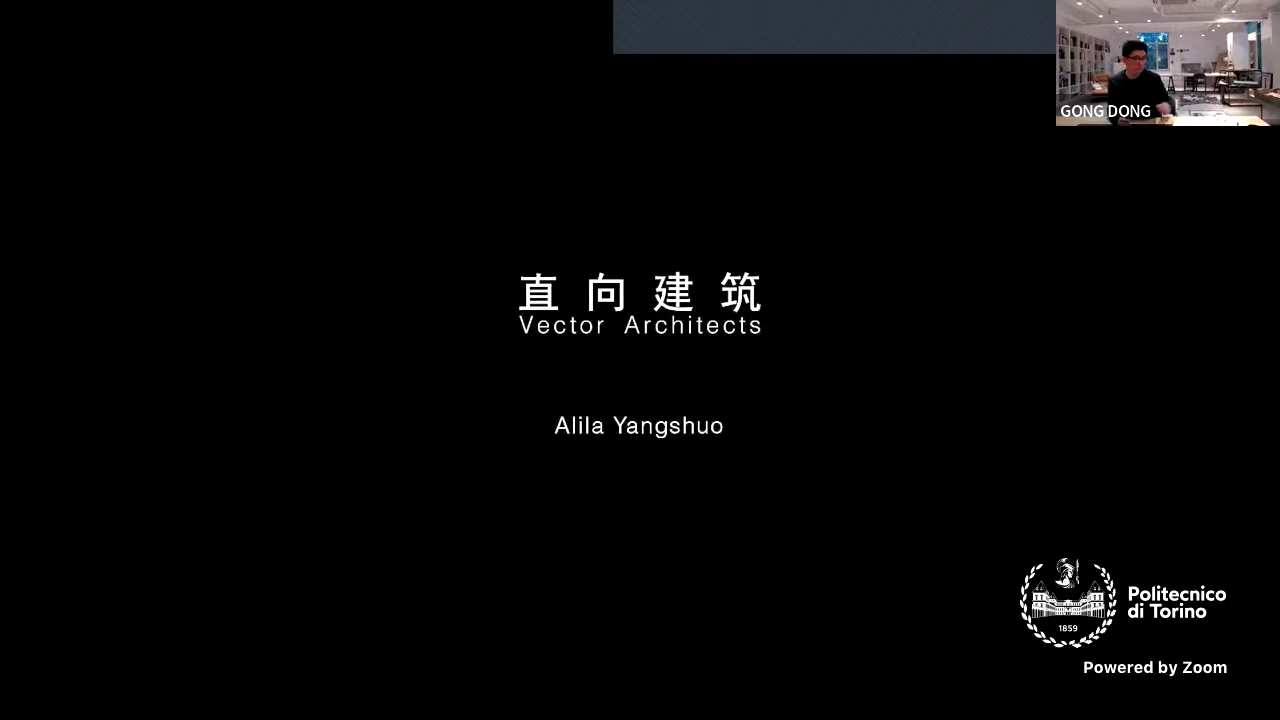 GONG DONG
直向建筑
Vector Architects
Alila Yangshuo
Politecnico
di Torino
1859
Powered by Zoom